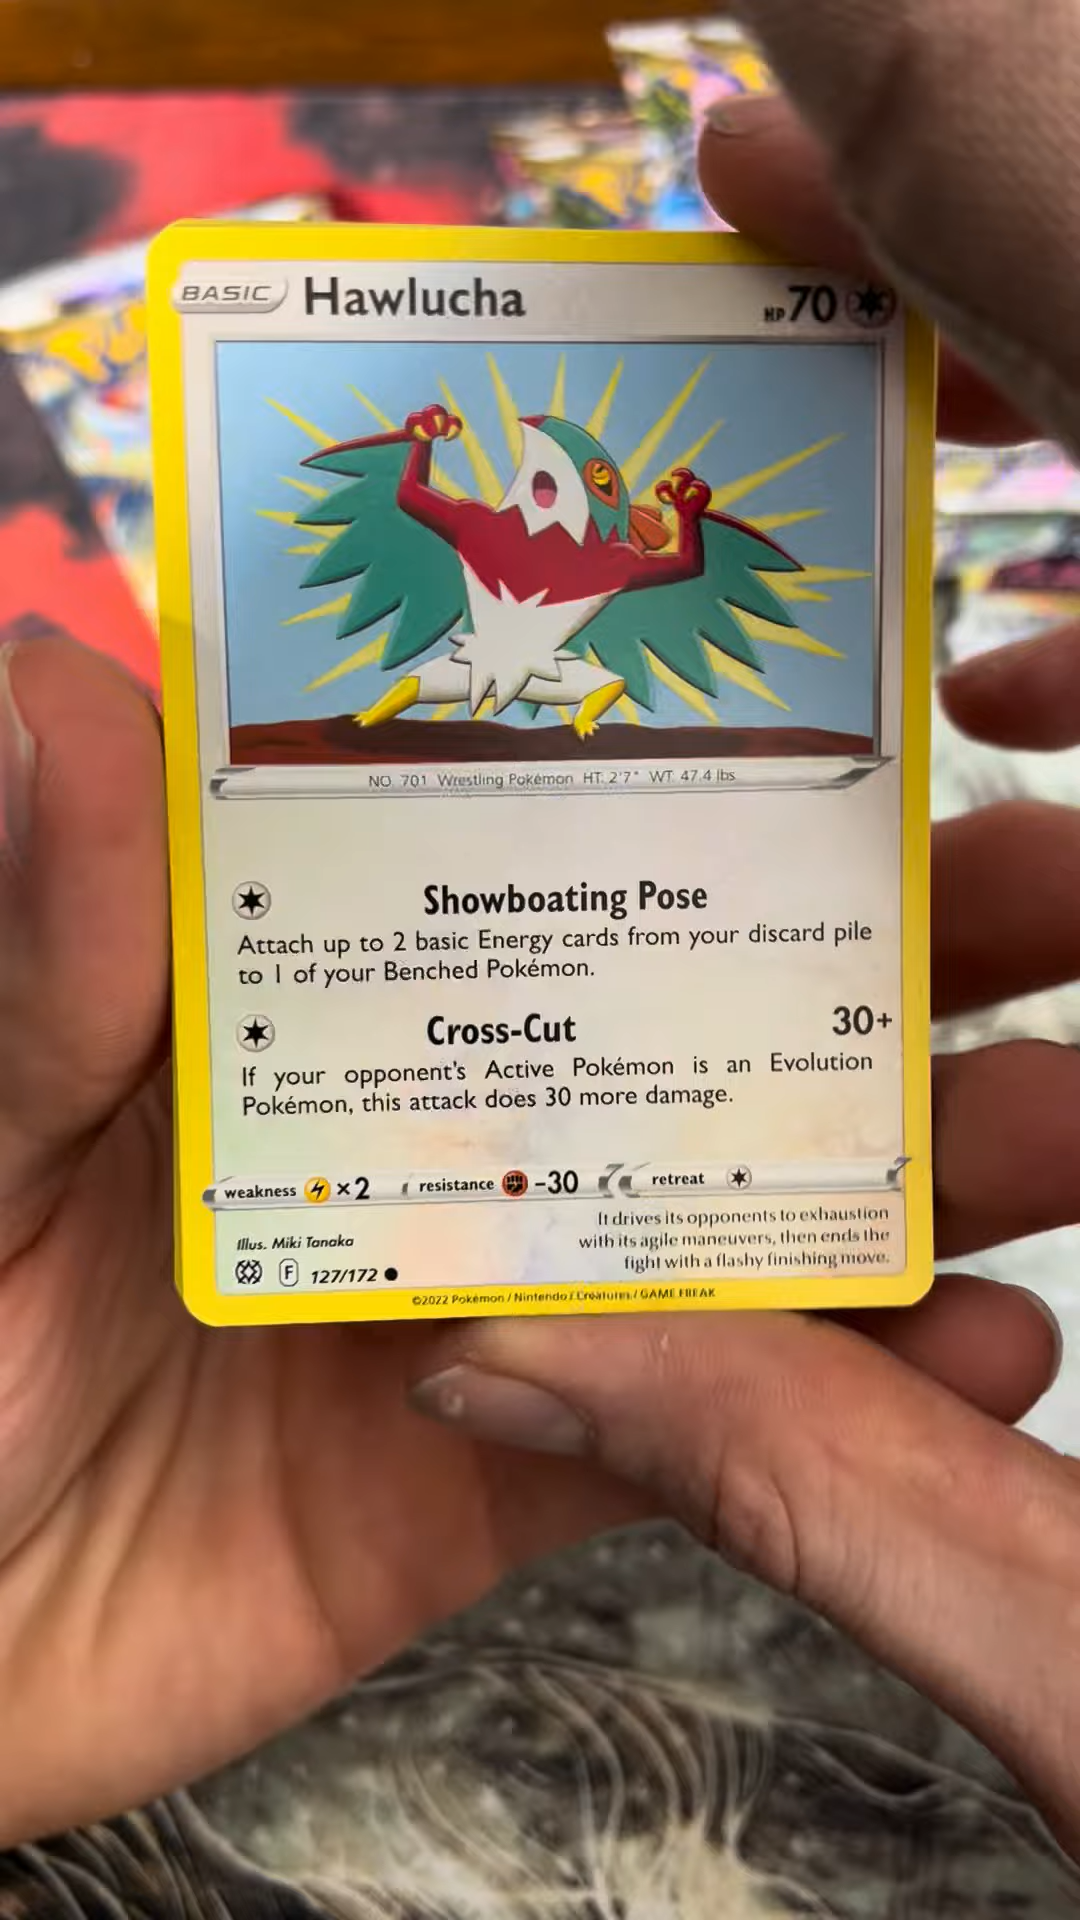 BASIC Hawlucha HP 70
NO. 701 Wrestling Pokémon HT: 2'7" WT: 47.4 lbs.
Showboating Pose
Attach up to 2 basic Energy cards from your discard pile
to 1 of your Benched Pokémon.
Cross-Cut 30+
If your opponent's Active Pokémon is an Evolution
Pokémon, this attack does 30 more damage.
weakness ×2 resistance -30 retreat
It drives its opponents to exhaustion
with its agile maneuvers, then ends the
fight with a flashy finishing move.
Illus. Miki Tanaka
F 127/172
©2022 Pokémon / Nintendo / Creatures / GAME FREAK